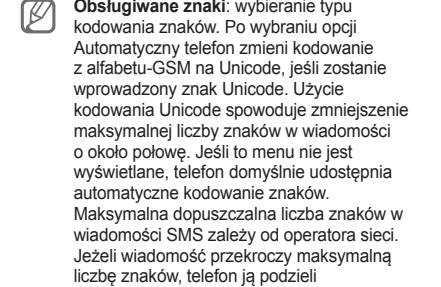 Obsługiwane znaki: wybieranie typu
kodowania znaków. Po wybraniu opcji
Automatyczny telefon zmieni kodowanie
z alfabetu-GSM na Unicode, jeśli zostanie
wprowadzony znak Unicode. Użycie
kodowania Unicode spowoduje zmniejszenie
maksymalnej liczby znaków w wiadomości
o około połowę. Jeśli to menu nie jest
wyświetlane, telefon domyślnie udostępnia
automatyczne kodowanie znaków.
Maksymalna dopuszczalna liczba znaków w
wiadomości SMS zależy od operatora sieci.
Jeżeli wiadomość przekroczy maksymalną
liczbę znaków, telefon ją podzieli